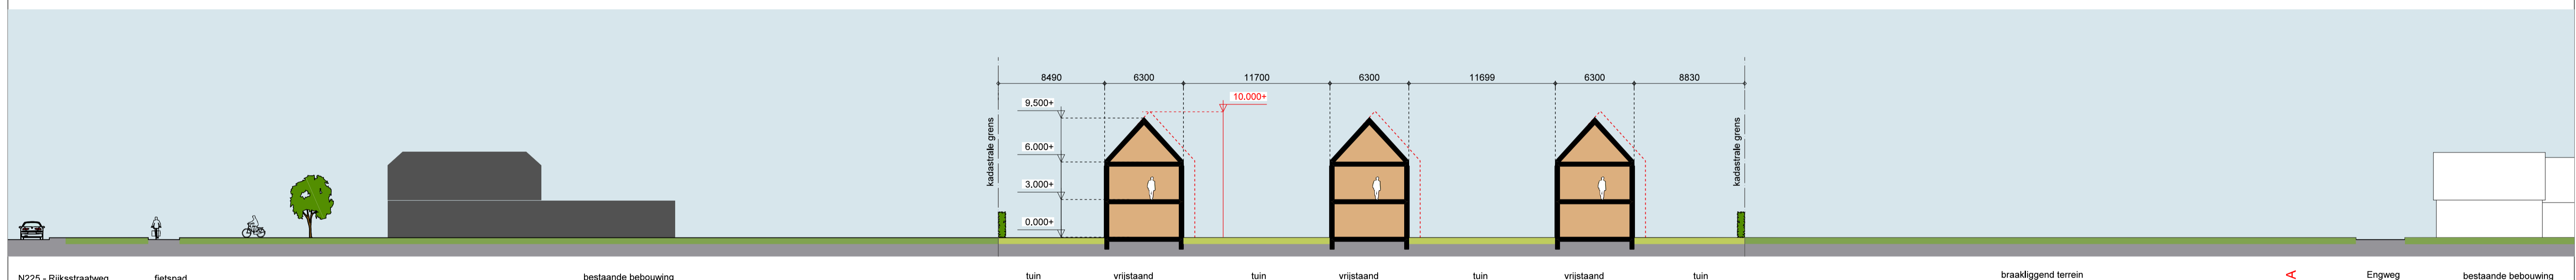 8490 6300 11700 6300 11699 6300 8830
10.000+
9,500+
6.000+
3,000+
0,000+
kadastrale grens
kadastrale grens
N225 - Rijksstraatweg fietspad bestaande bebouwing tuin vrijstaand tuin vrijstaand tuin vrijstaand tuin braakliggend terrein A Engweg bestaande bebouwing